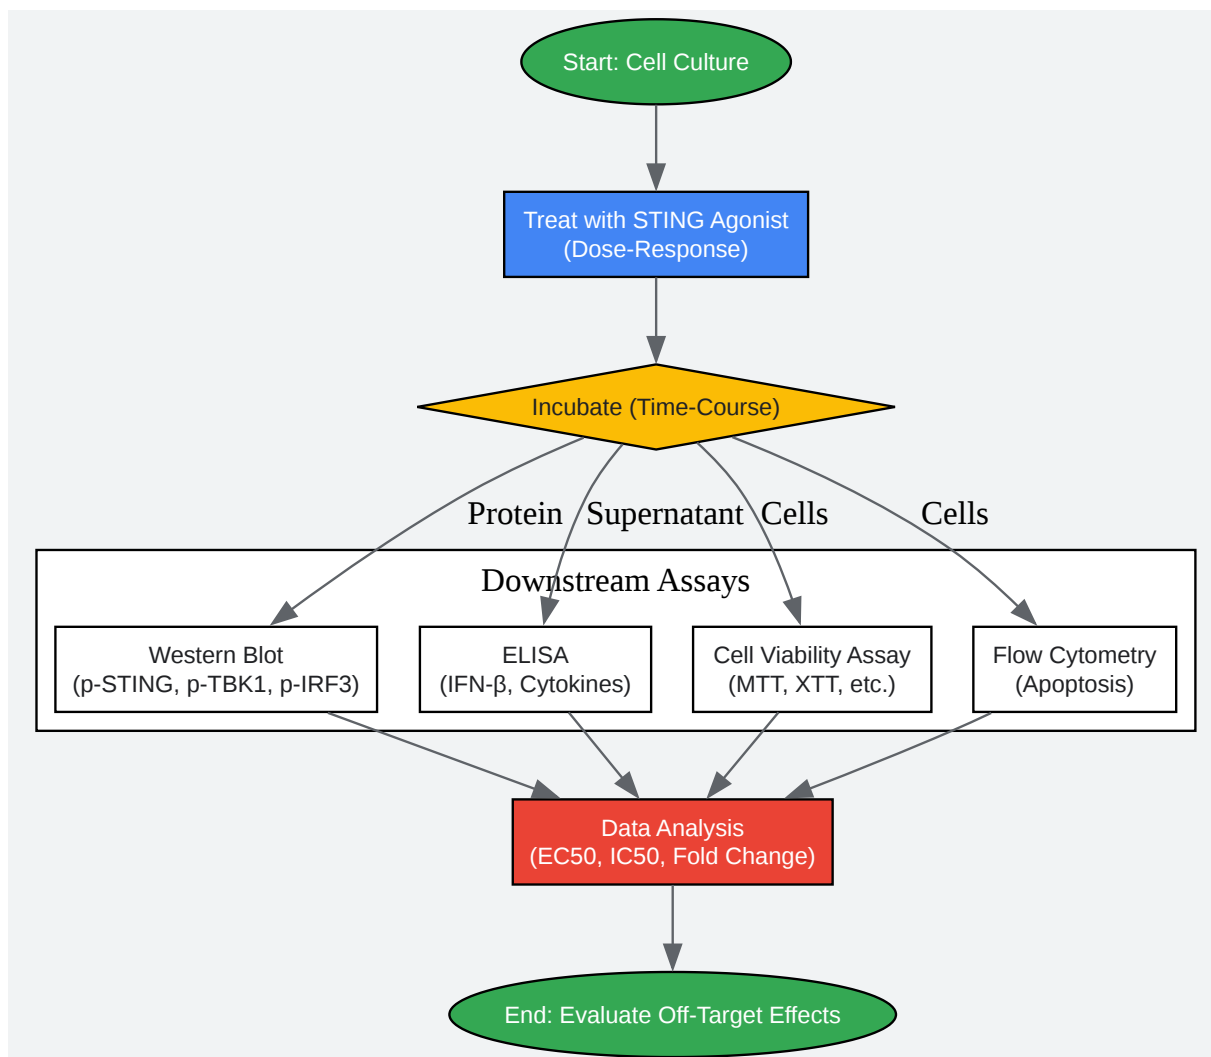 Start: Cell Culture
Treat with STING Agonist
(Dose-Response)
Incubate (Time-Course)
Protein
Supernatant
Cells
Cells
Downstream Assays
Western Blot
(p-STING, p-TBK1, p-IRF3)
ELISA
(IFN-β, Cytokines)
Cell Viability Assay
(MTT, XTT, etc.)
Flow Cytometry
(Apoptosis)
Data Analysis
(EC50, IC50, Fold Change)
End: Evaluate Off-Target Effects